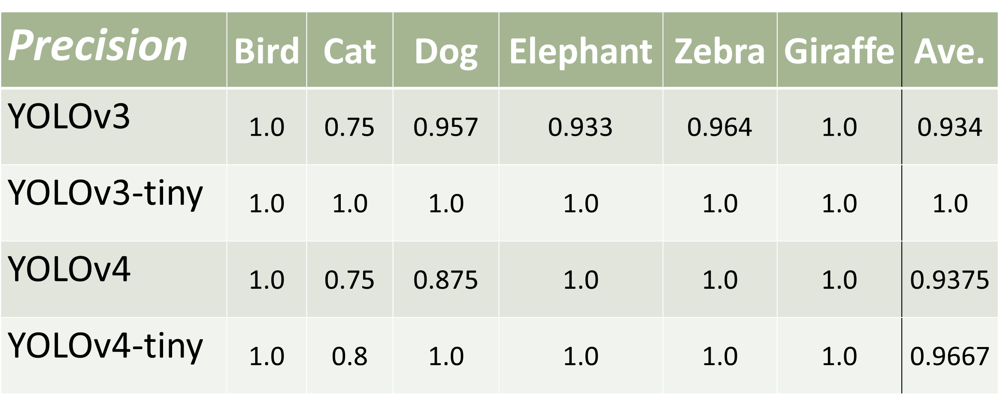 Precision Bird Cat Dog Elephant Zebra Giraffe Ave.
YOLOv3 1.0 0.75 0.957 0.933 0.964 1.0 0.934
YOLOv3-tiny 1.0 1.0 1.0 1.0 1.0 1.0 1.0
YOLOv4 1.0 0.75 0.875 1.0 1.0 1.0 0.9375
YOLOv4-tiny 1.0 0.8 1.0 1.0 1.0 1.0 0.9667